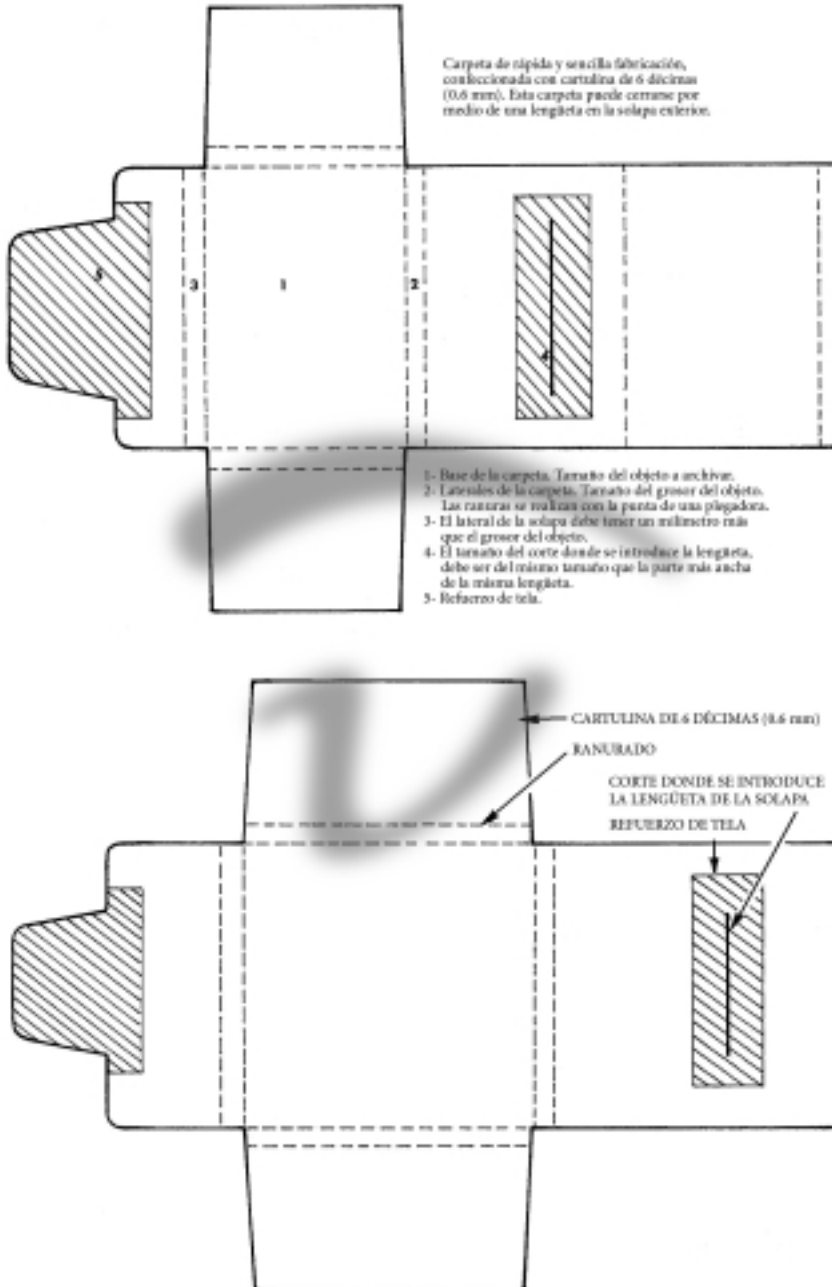 Carpeta de rápida y sencilla fabricación,
confeccionada con cartulina de 6 décimas
(0.6 mm). Esta carpeta puede cerrarse por
medio de una lengüeta en la solapa exterior.
5
3
1
2
4
1- Base de la carpeta. Tamaño del objeto a archivar.
2- Laterales de la carpeta. Tamaño del grosor del objeto.
Las ranuras se realizan con la punta de una plegadora.
3- El lateral de la solapa debe tener un milímetro más
que el grosor del objeto.
4- El tamaño del corte donde se introduce la lengüeta,
debe ser del mismo tamaño que la parte más ancha
de la misma lengüeta.
5- Refuerzo de tela.
CARTULINA DE 6 DÉCIMAS (0.6 mm)
RANURADO
CORTE DONDE SE INTRODUCE
LA LENGÜETA DE LA SOLAPA
REFUERZO DE TELA